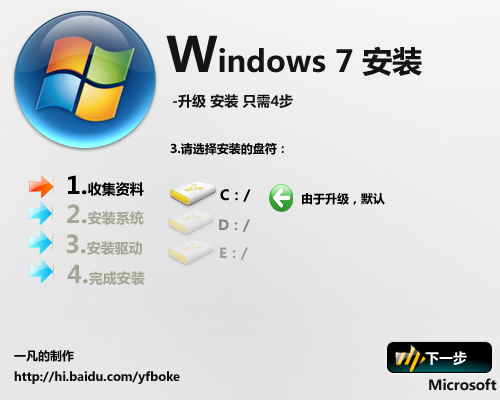 Windows 7 安装
-升级 安装 只需4步
3.请选择安装的盘符：
1.收集资料
2.安装系统
3.安装驱动
4.完成安装
C：/
由于升级，默认
D：/
E：/
一凡的制作
http://hi.baidu.com/yfboke
下一步
Microsoft